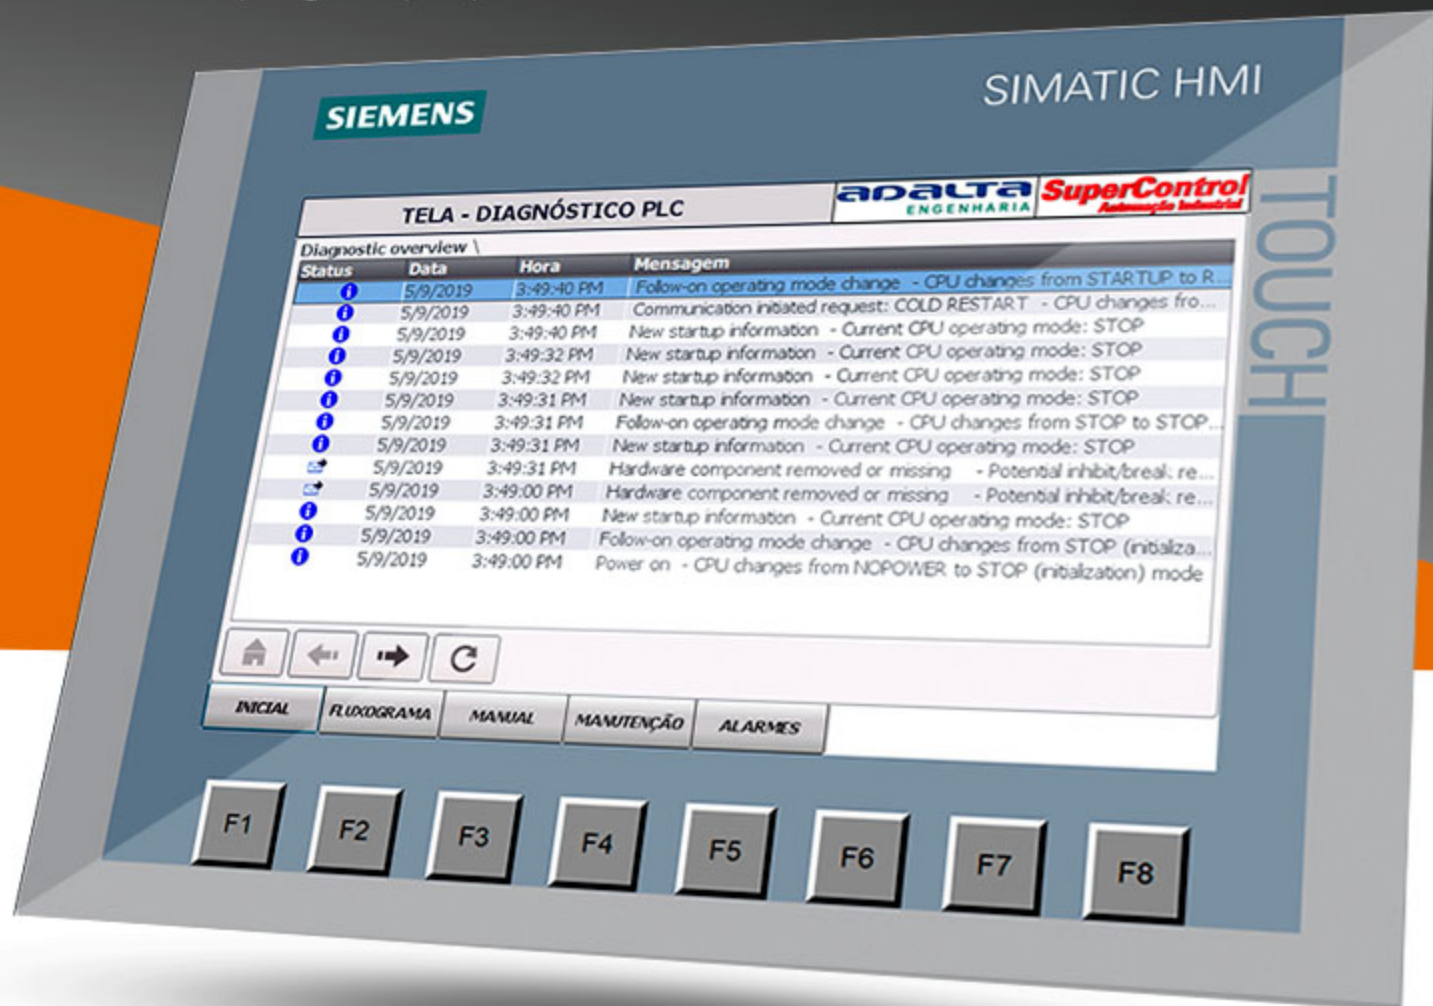 SIEMENS
SIMATIC HMI
TOUCH
TELA - DIAGNÓSTICO PLC
aDaLTa
ENGENHARIA
SuperControl
Automação Industrial
Diagnostic overview \
Status Data Hora Mensagem
5/9/2019 3:49:40 PM Follow-on operating mode change - CPU changes from STARTUP to R...
5/9/2019 3:49:40 PM Communication initiated request: COLD RESTART - CPU changes fro...
5/9/2019 3:49:40 PM New startup information - Current CPU operating mode: STOP
5/9/2019 3:49:32 PM New startup information - Current CPU operating mode: STOP
5/9/2019 3:49:32 PM New startup information - Current CPU operating mode: STOP
5/9/2019 3:49:31 PM New startup information - Current CPU operating mode: STOP
5/9/2019 3:49:31 PM Follow-on operating mode change - CPU changes from STOP to STOP...
5/9/2019 3:49:31 PM New startup information - Current CPU operating mode: STOP
5/9/2019 3:49:31 PM Hardware component removed or missing - Potential inhibit/break: re...
5/9/2019 3:49:00 PM Hardware component removed or missing - Potential inhibit/break: re...
5/9/2019 3:49:00 PM New startup information - Current CPU operating mode: STOP
5/9/2019 3:49:00 PM Follow-on operating mode change - CPU changes from STOP (initializa...
5/9/2019 3:49:00 PM Power on - CPU changes from NOPOWER to STOP (initialization) mode
INICIAL FLUXOGRAMA MANUAL MANUTENÇÃO ALARMES
F1 F2 F3 F4 F5 F6 F7 F8